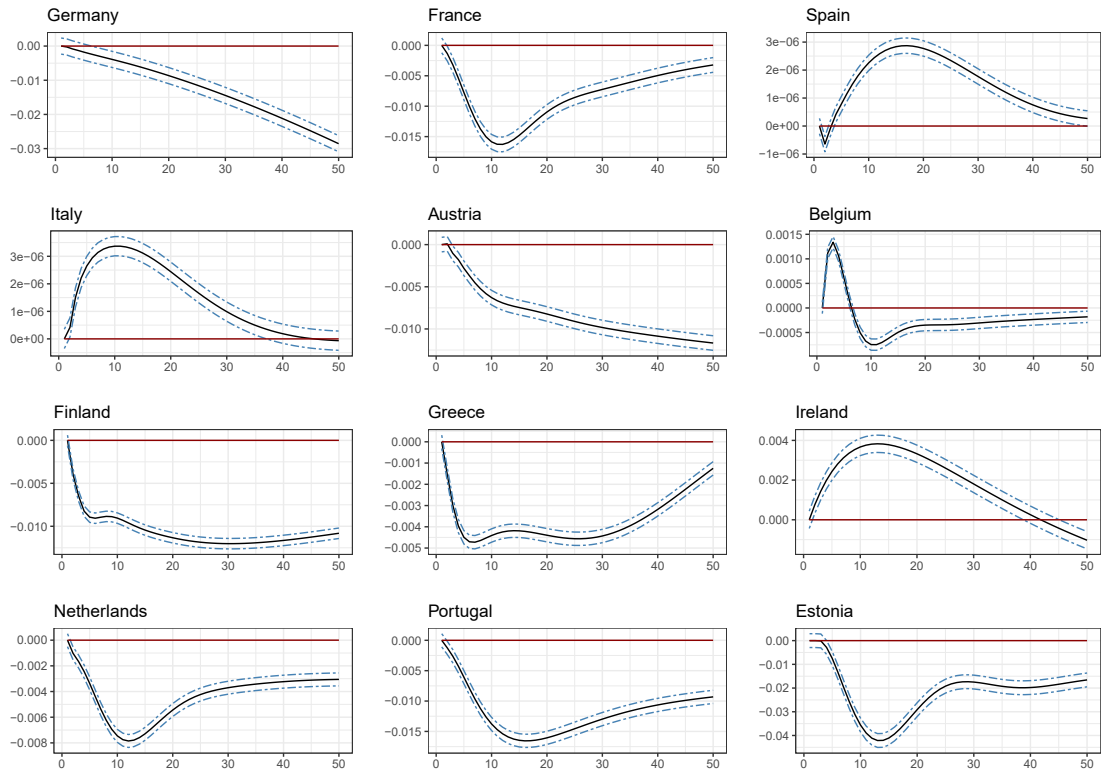 Germany
0.00
−0.01
−0.02
−0.03
0 10 20 30 40 50
France
0.000
−0.005
−0.010
−0.015
0 10 20 30 40 50
Spain
3e−06
2e−06
1e−06
0e+00
−1e−06
0 10 20 30 40 50
Italy
3e−06
2e−06
1e−06
0e+00
0 10 20 30 40 50
Austria
0.000
−0.005
−0.010
0 10 20 30 40 50
Belgium
0.0015
0.0010
0.0005
0.0000
−0.0005
0 10 20 30 40 50
Finland
0.000
−0.005
−0.010
0 10 20 30 40 50
Greece
0.000
−0.001
−0.002
−0.003
−0.004
−0.005
0 10 20 30 40 50
Ireland
0.004
0.002
0.000
0 10 20 30 40 50
Netherlands
0.000
−0.002
−0.004
−0.006
−0.008
0 10 20 30 40 50
Portugal
0.000
−0.005
−0.010
−0.015
0 10 20 30 40 50
Estonia
0.00
−0.01
−0.02
−0.03
−0.04
0 10 20 30 40 50